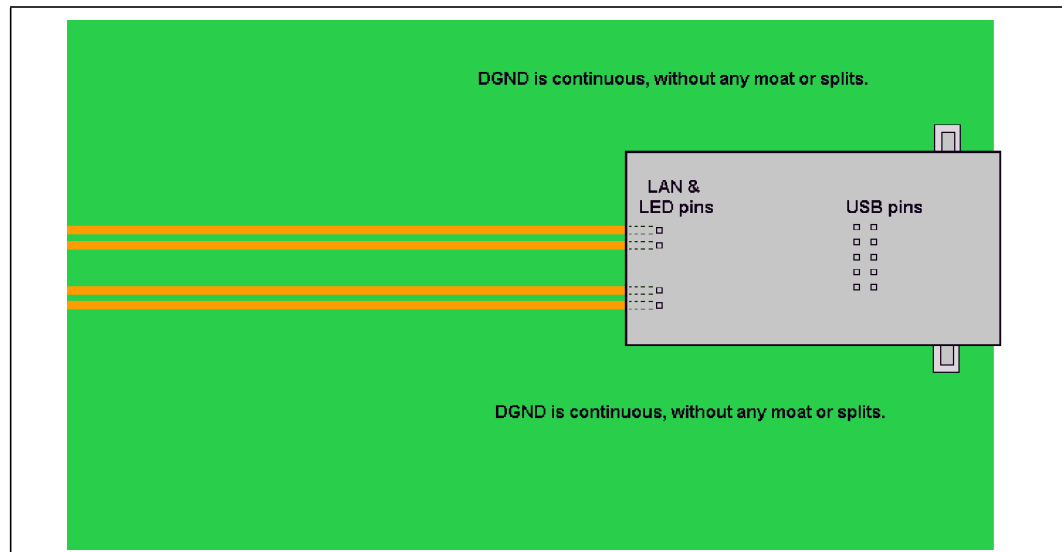 DGND is continuous, without any moat or splits.
LAN &
LED pins
USB pins
DGND is continuous, without any moat or splits.